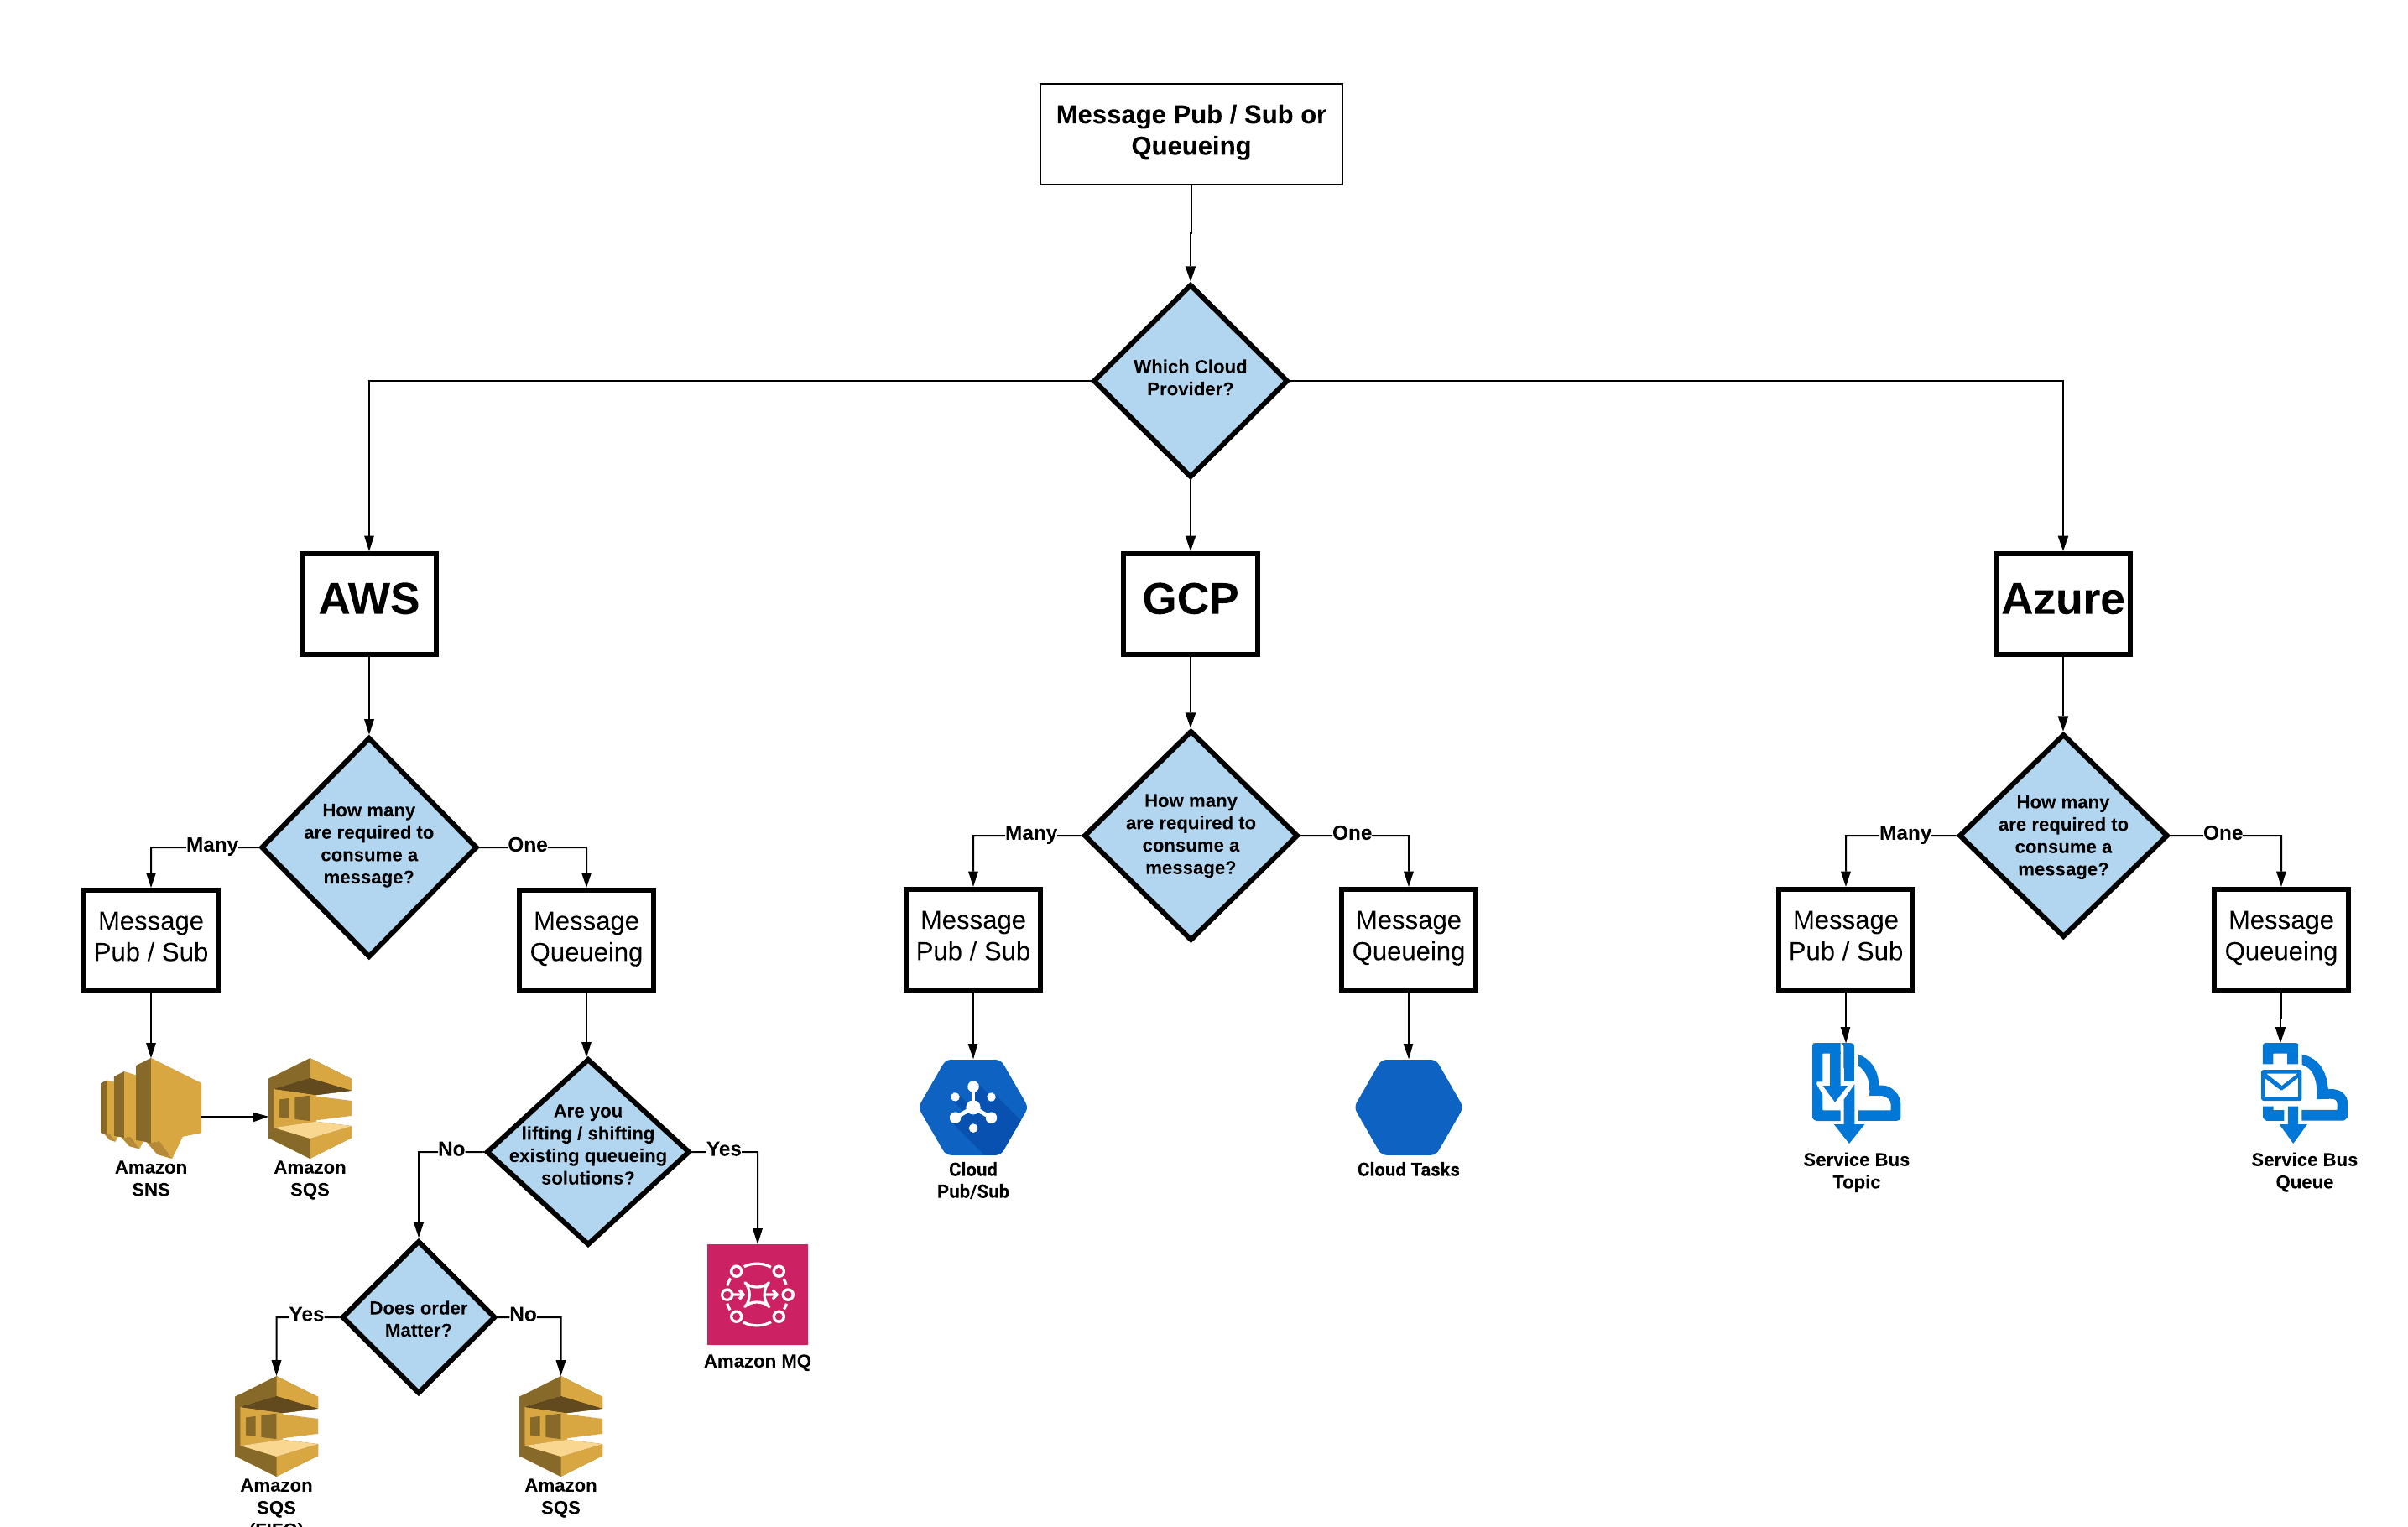 Message Pub / Sub or
Queueing
Which Cloud
Provider?
AWS
GCP
Azure
How many
are required to
consume a
message?
Many
One
How many
are required to
consume a
message?
Many
One
How many
are required to
consume a
message?
Many
One
Message
Pub / Sub
Message
Queueing
Message
Pub / Sub
Message
Queueing
Message
Pub / Sub
Message
Queueing
Amazon
SNS
Amazon
SQS
Are you
lifting / shifting
existing queueing
solutions?
No
Yes
Cloud
Pub/Sub
Cloud Tasks
Service Bus
Topic
Service Bus
Queue
Does order
Matter?
Yes
No
Amazon MQ
Amazon
SQS
(FIFO)
Amazon
SQS